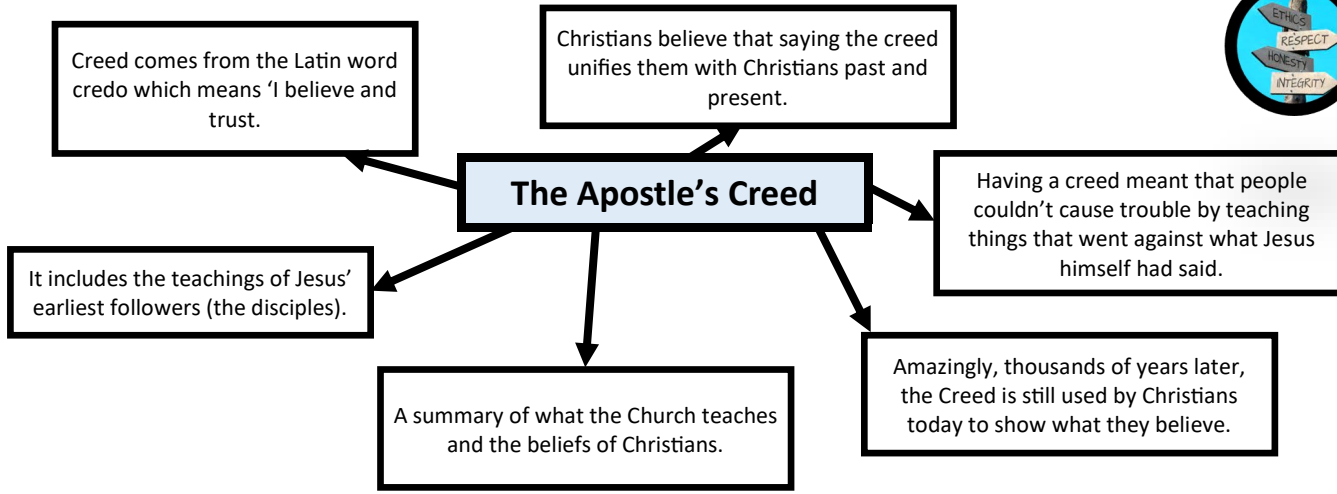 Creed comes from the Latin word
credo which means ‘I believe and
trust.
Christians believe that saying the creed
unifies them with Christians past and
present.
ETHICS
RESPECT
HONESTY
INTEGRITY
The Apostle’s Creed
Having a creed meant that people
couldn’t cause trouble by teaching
things that went against what Jesus
himself had said.
It includes the teachings of Jesus’
earliest followers (the disciples).
A summary of what the Church teaches
and the beliefs of Christians.
Amazingly, thousands of years later,
the Creed is still used by Christians
today to show what they believe.